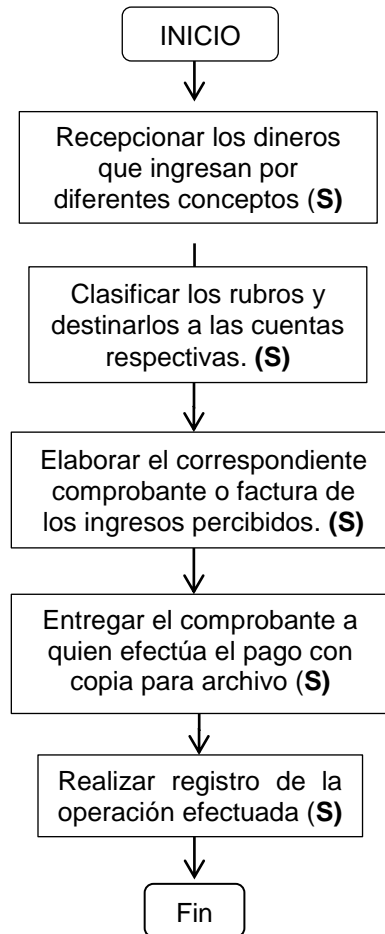 INICIO
Recepcionar los dineros
que ingresan por
diferentes conceptos (S)
Clasificar los rubros y
destinarlos a las cuentas
respectivas. (S)
Elaborar el correspondiente
comprobante o factura de
los ingresos percibidos. (S)
Entregar el comprobante a
quien efectúa el pago con
copia para archivo (S)
Realizar registro de la
operación efectuada (S)
Fin